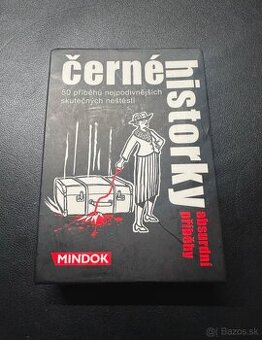 černé
historky
50 příběhů nejpodivnějších
skutečných neštěstí
absurdní
příběhy
MINDOK
Bazos.sk